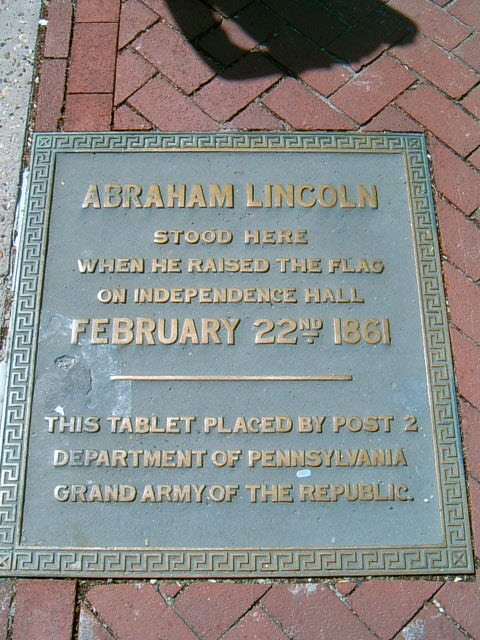 ABRAHAM LINCOLN
STOOD HERE
WHEN HE RAISED THE FLAG
ON INDEPENDENCE HALL
FEBRUARY 22ND 1861
THIS TABLET PLACED BY POST 2
DEPARTMENT OF PENNSYLVANIA
GRAND ARMY OF THE REPUBLIC.